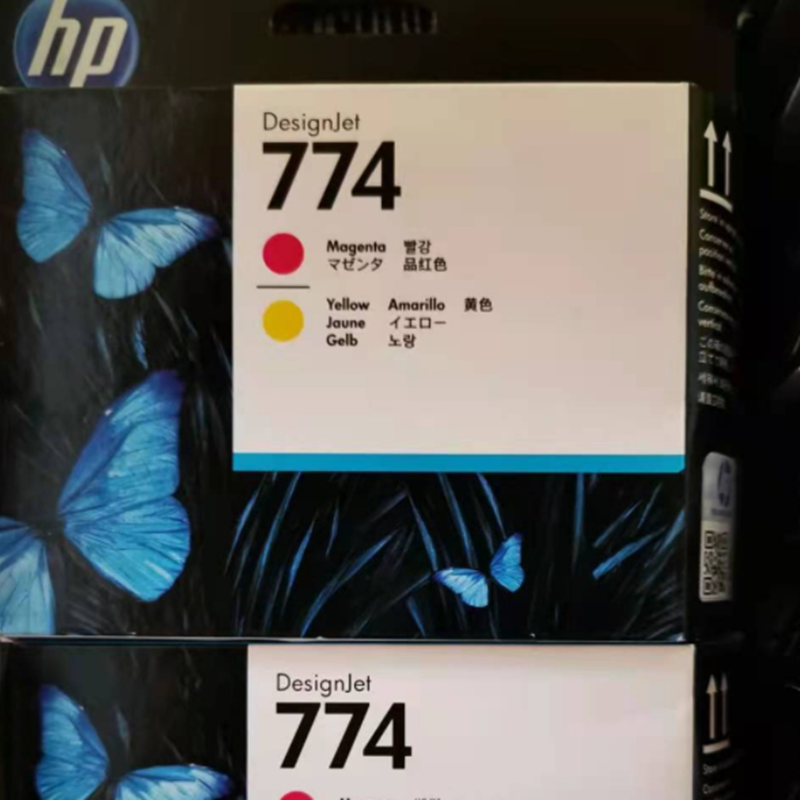 hp
DesignJet
774
Magenta 빨강
マゼンタ 品红色
Yellow Amarillo 黄色
Jaune イエロー
Gelb 노랑
DesignJet
774